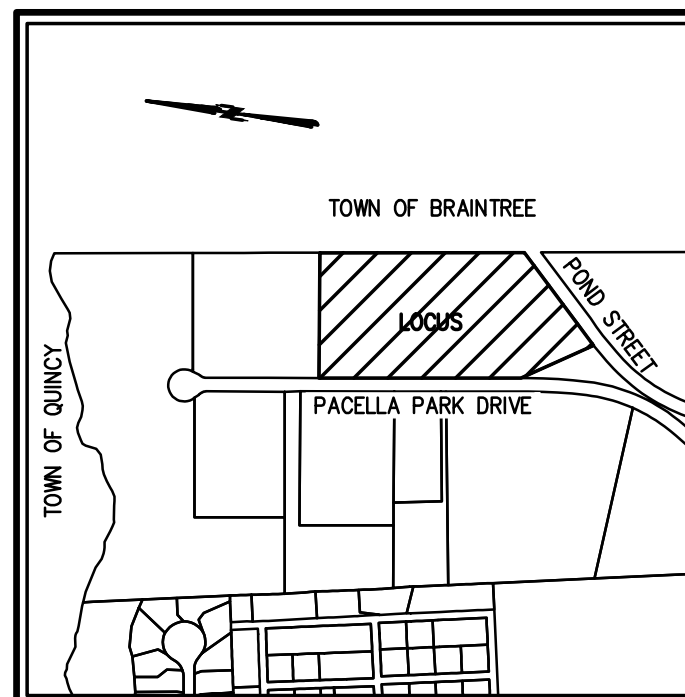 N
TOWN OF BRAINTREE
POND STREET
LOCUS
TOWN OF QUINCY
PACELLA PARK DRIVE